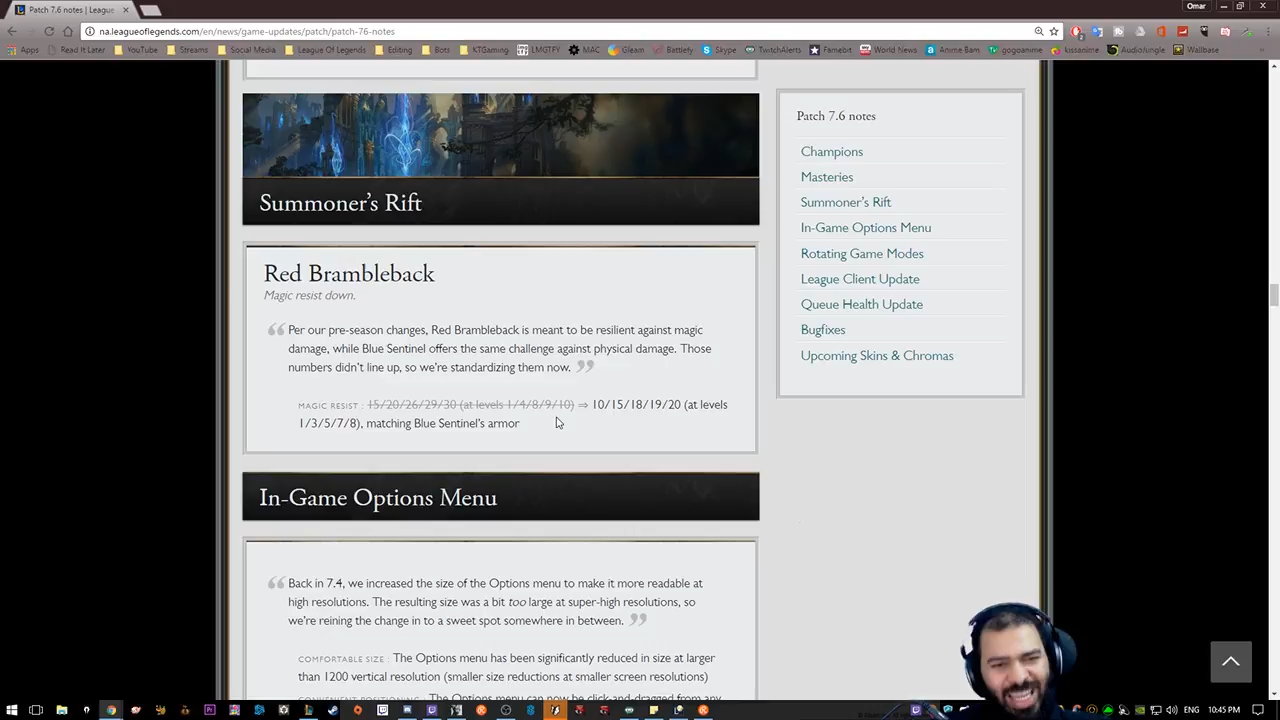 Patch 7.6 notes | League
Omar
na.leagueoflegends.com/en/news/game-updates/patch/patch-76-notes
Apps Read It Later YouTube Streams Social Media League Of Legends Editing Bots KTGaming LMGTFY MAC Gleam Battlefy Skype TwitchAlerts Famebit World News Anime Bam gogoanime kissanime Audio/single Wallbase
Summoner's Rift
Red Brambleback
Magic resist down.
Per our pre-season changes, Red Brambleback is meant to be resilient against magic
damage, while Blue Sentinel offers the same challenge against physical damage. Those
numbers didn't line up, so we're standardizing them now.
MAGIC RESIST : 15/20/26/29/30 (at levels 1/4/8/9/10) ⇒ 10/15/18/19/20 (at levels
1/3/5/7/8), matching Blue Sentinel's armor
In-Game Options Menu
Back in 7.4, we increased the size of the Options menu to make it more readable at
high resolutions. The resulting size was a bit too large at super-high resolutions, so
we're reining the change in to a sweet spot somewhere in between.
COMFORTABLE SIZE : The Options menu has been significantly reduced in size at larger
than 1200 vertical resolution (smaller size reductions at smaller screen resolutions)
CONVENIENT POSITIONING : The Options menu can now be click-and-dragged from any
Patch 7.6 notes
Champions
Masteries
Summoner's Rift
In-Game Options Menu
Rotating Game Modes
League Client Update
Queue Health Update
Bugfixes
Upcoming Skins & Chromas
10:45 PM